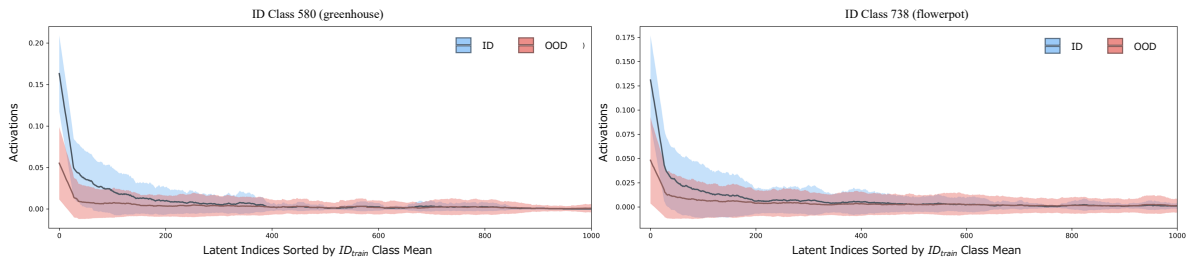 ID Class 580 (greenhouse)
0.20
0.15
0.10
0.05
0.00
Activations
ID OOD )
0 200 400 600 800 1000
Latent Indices Sorted by ID_train Class Mean
ID Class 738 (flowerpot)
0.175
0.150
0.125
0.100
0.075
0.050
0.025
0.000
Activations
ID OOD
0 200 400 600 800 1000
Latent Indices Sorted by ID_train Class Mean